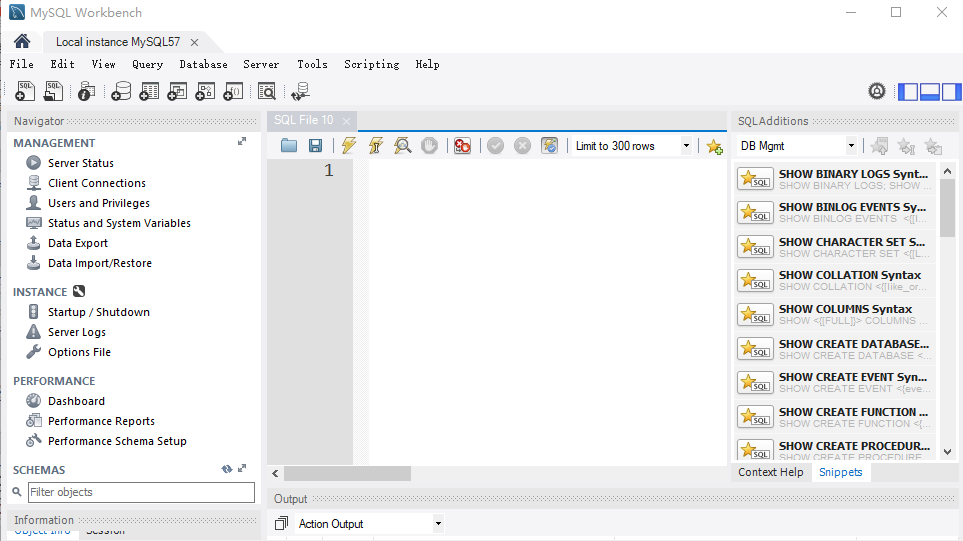 MySQL Workbench
Local instance MySQL57
File Edit View Query Database Server Tools Scripting Help
Navigator
MANAGEMENT
Server Status
Client Connections
Users and Privileges
Status and System Variables
Data Export
Data Import/Restore
INSTANCE
Startup / Shutdown
Server Logs
Options File
PERFORMANCE
Dashboard
Performance Reports
Performance Schema Setup
SCHEMAS
Filter objects
Information
Object Info Session
SQL File 10
Limit to 300 rows
1
Output
Action Output
SQLAdditions
DB Mgmt
SHOW BINARY LOGS Synt...
SHOW BINARY LOGS; SHOW ...
SHOW BINLOG EVENTS Sy...
SHOW BINLOG EVENTS <[I...
SHOW CHARACTER SET S...
SHOW CHARACTER SET <[L...
SHOW COLLATION Syntax
SHOW COLLATION <[like_or...
SHOW COLUMNS Syntax
SHOW <[[FULL]]> COLUMNS ...
SHOW CREATE DATABASE...
SHOW CREATE DATABASE <...
SHOW CREATE EVENT Syn...
SHOW CREATE EVENT <{eve...
SHOW CREATE FUNCTION ...
SHOW CREATE FUNCTION <{...
SHOW CREATE PROCEDUR...
SHOW CREATE PROCEDURE
Context Help Snippets